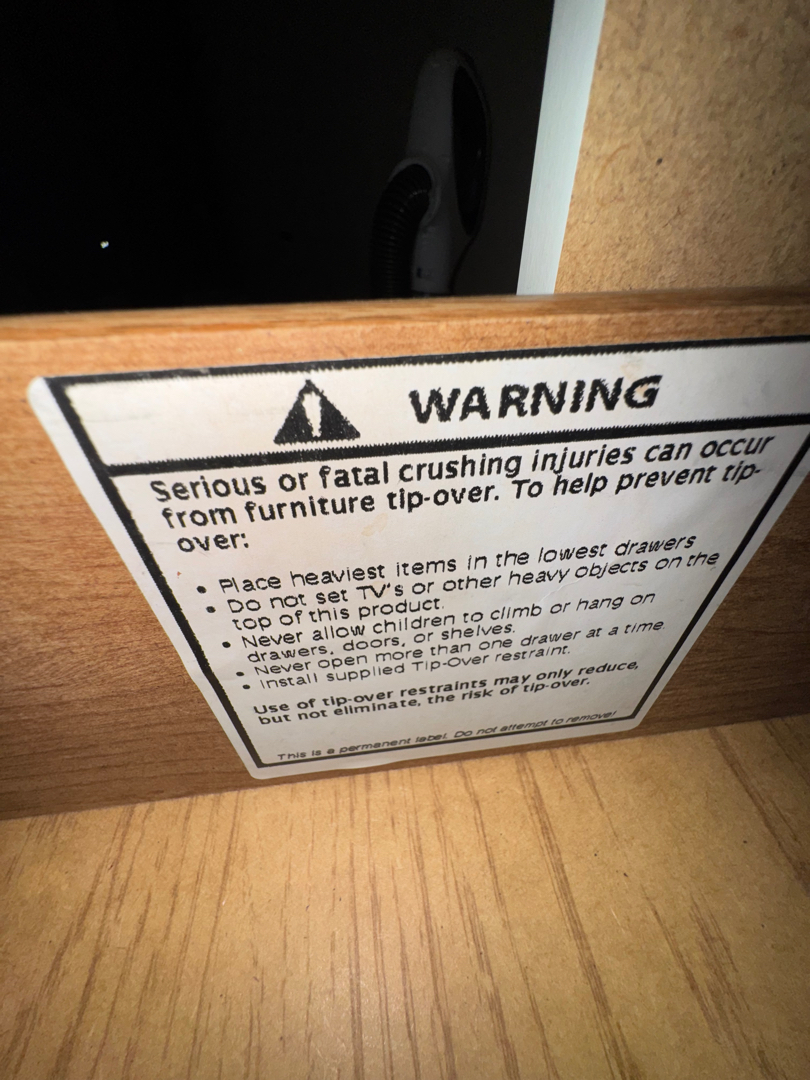 WARNING
Serious or fatal crushing injuries can occur
from furniture tip-over. To help prevent tip-
over:
• Place heaviest items in the lowest drawers
• Do not set TV's or other heavy objects on the
top of this product.
• Never allow children to climb or hang on
drawers, doors, or shelves.
• Never open more than one drawer at a time.
• Install supplied Tip-Over restraint.
Use of tip-over restraints may only reduce,
but not eliminate, the risk of tip-over.
This is a permanent label. Do not attempt to remove!